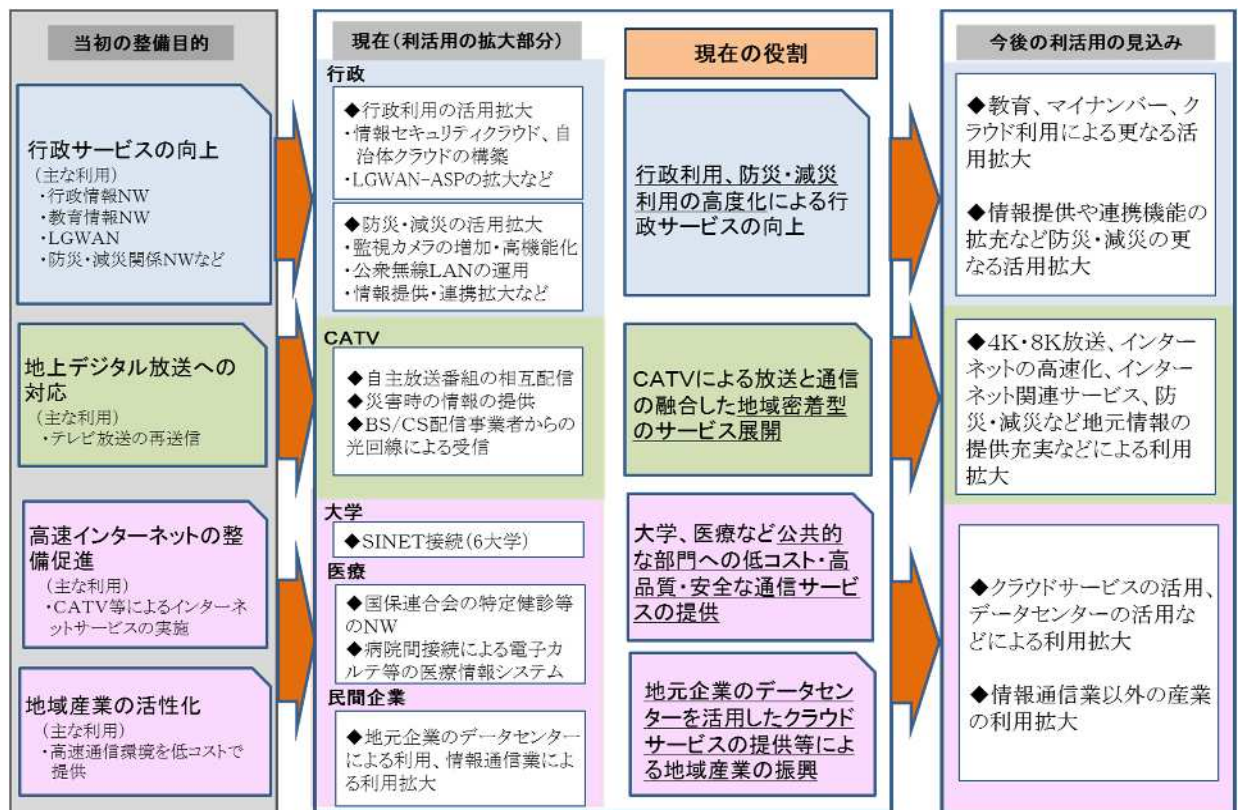 当初の整備目的
行政サービスの向上
(主な利用)
・行政情報NW
・教育情報NW
・LGWAN
・防災・減災関係NWなど
地上デジタル放送への
対応
(主な利用)
・テレビ放送の再送信
高速インターネットの整
備促進
(主な利用)
・CATV等によるインターネ
ットサービスの実施
地域産業の活性化
(主な利用)
・高速通信環境を低コストで
提供
現在(利活用の拡大部分)
行政
◆行政利用の活用拡大
・情報セキュリティクラウド、自
治体クラウドの構築
・LGWAN-ASPの拡大など
◆防災・減災の活用拡大
・監視カメラの増加・高機能化
・公衆無線LANの運用
・情報提供・連携拡大など
CATV
◆自主放送番組の相互配信
◆災害時の情報の提供
◆BS/CS配信事業者からの
光回線による受信
大学
◆SINET接続(6大学)
医療
◆国保連合会の特定健診等
のNW
◆病院間接続による電子カ
ルテ等の医療情報システム
民間企業
◆地元企業のデータセンター
による利用、情報通信業によ
る利用拡大
現在の役割
行政利用、防災・減災
利用の高度化による行
政サービスの向上
CATVによる放送と通信
の融合した地域密着型
のサービス展開
大学、医療など公共的
な部門への低コスト・高
品質・安全な通信サービ
スの提供
地元企業のデータセン
ターを活用したクラウド
サービスの提供等によ
る地域産業の振興
今後の利活用の見込み
◆教育、マイナンバー、ク
ラウド利用による更なる活
用拡大
◆情報提供や連携機能の
拡充など防災・減災の更
なる活用拡大
◆4K・8K放送、インター
ネットの高速化、インター
ネット関連サービス、防
災・減災など地元情報の
提供充実などによる利用
拡大
◆クラウドサービスの活用、
データセンターの活用な
どによる利用拡大
◆情報通信業以外の産業
の利用拡大